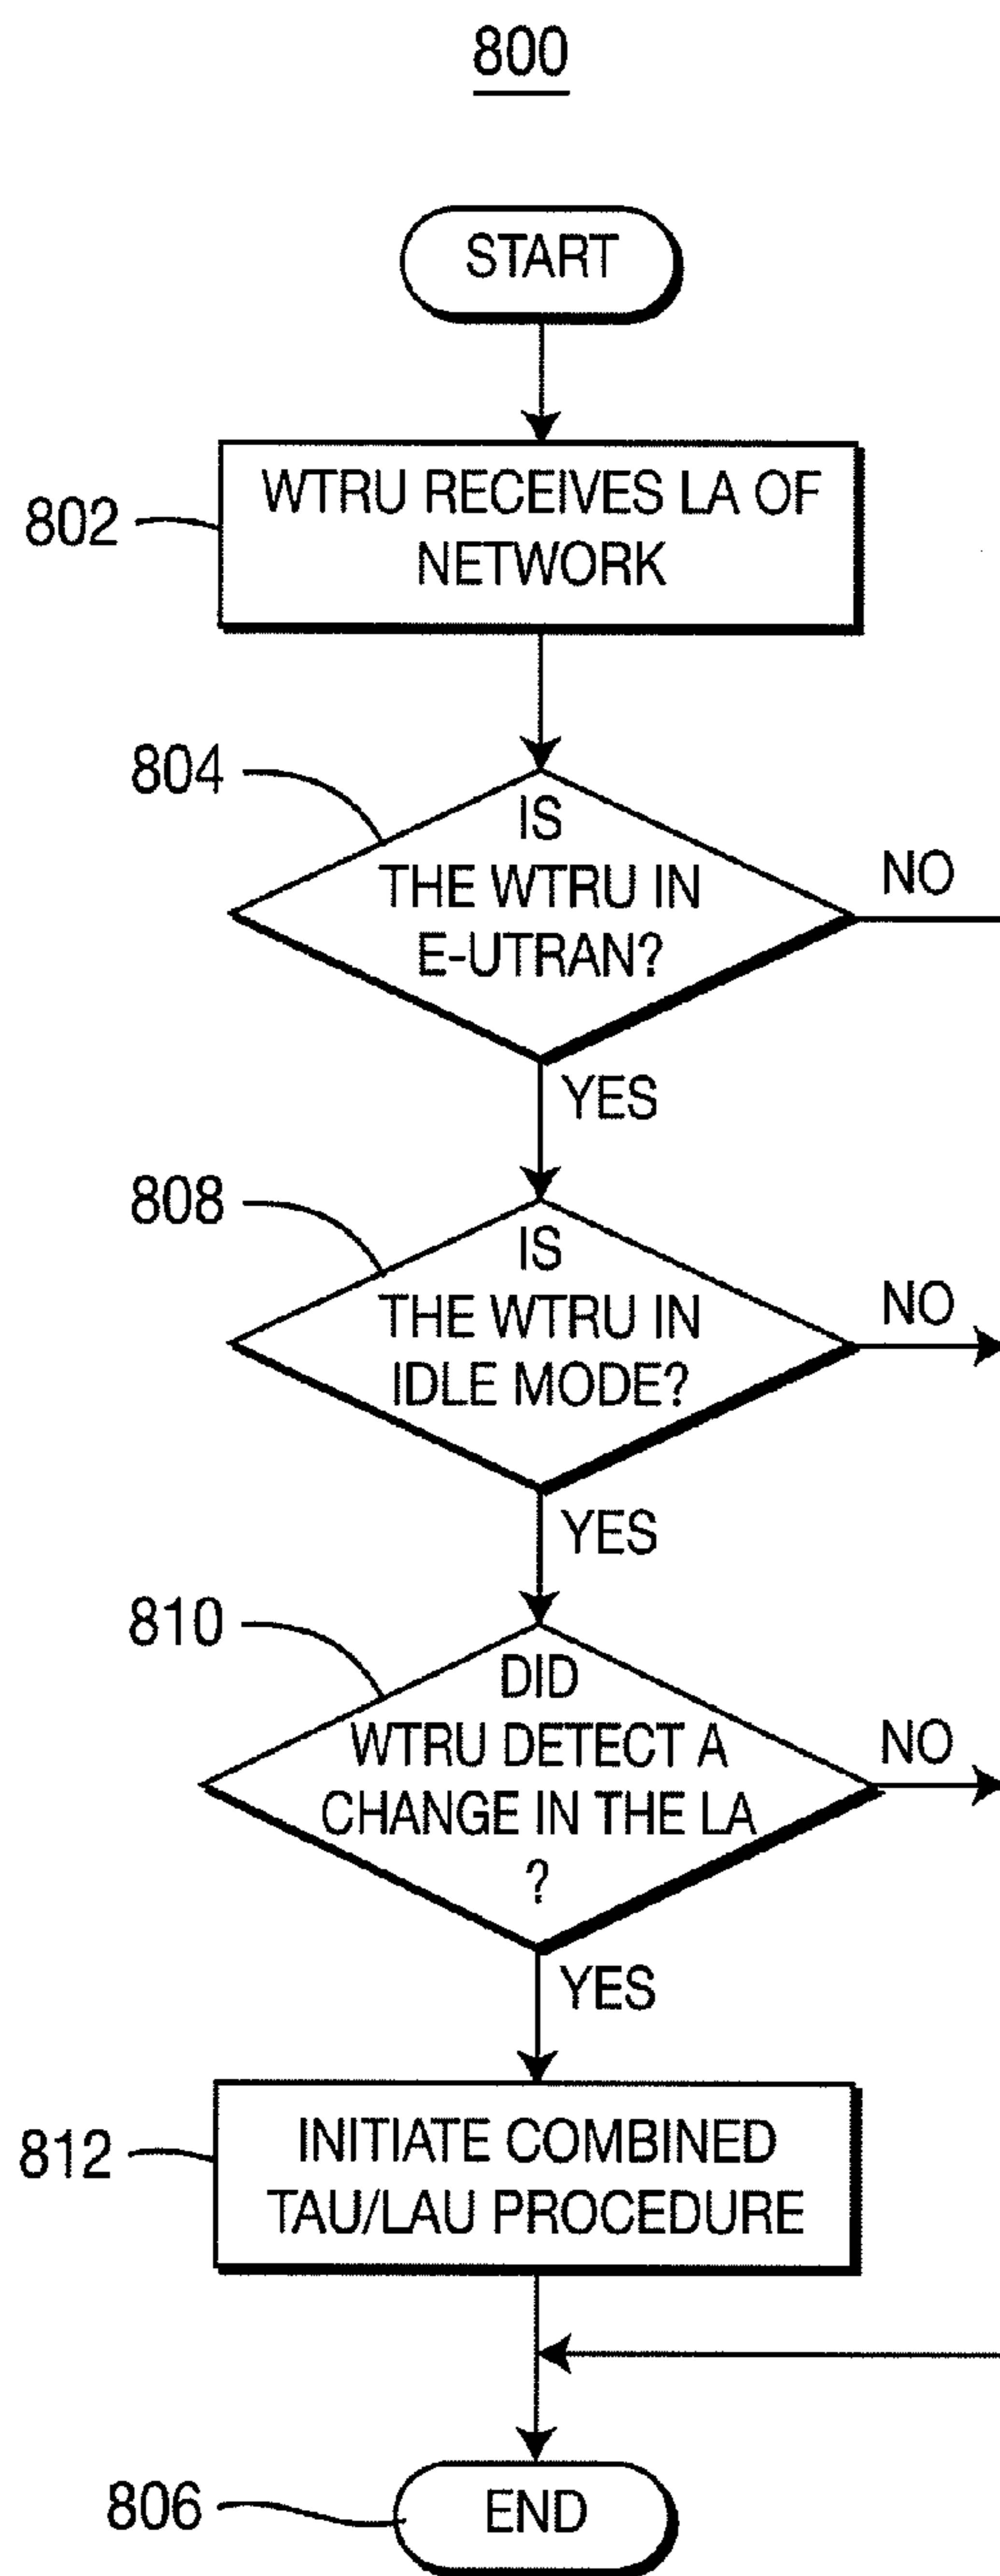 800
START
802
WTRU RECEIVES LA OF
NETWORK
804
IS
THE WTRU IN
E-UTRAN?
NO
YES
808
IS
THE WTRU IN
IDLE MODE?
NO
YES
810
DID
WTRU DETECT A
CHANGE IN THE LA
?
NO
YES
812
INITIATE COMBINED
TAU/LAU PROCEDURE
806
END